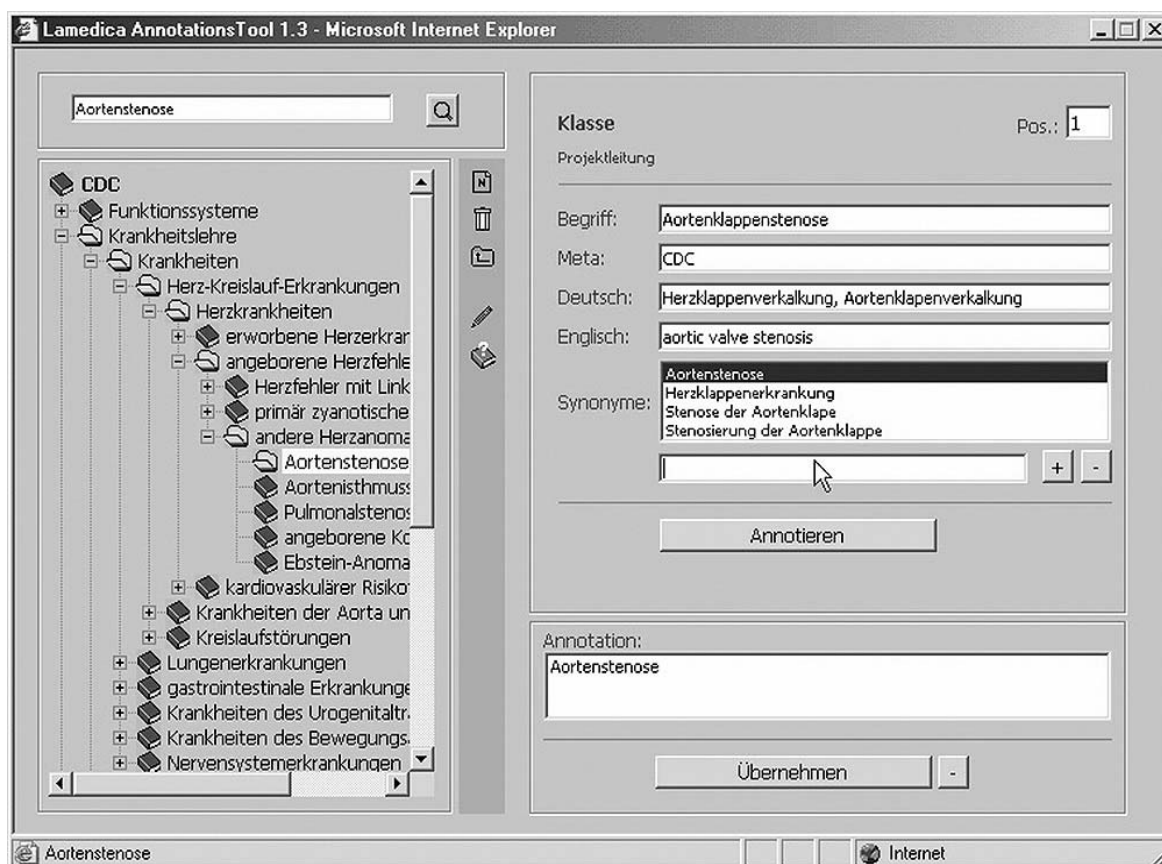 Lamedica AnnotationsTool 1.3 - Microsoft Internet Explorer
Aortenstenose
CDC
Funktionssysteme
Krankheitslehre
Krankheiten
Herz-Kreislauf-Erkrankungen
Herzkrankheiten
erworbene Herzerkran
angeborene Herzfehle
Herzfehler mit Link
primär zyanotische
andere Herzanoma
Aortenstenose
Aortenisthmuss
Pulmonalstenos
angeborene Ko
Ebstein-Anoma
kardiovaskulärer Risiko
Krankheiten der Aorta un
Kreislaufstörungen
Lungenerkrankungen
gastrointestinale Erkrankunge
Krankheiten des Urogenitaltr
Krankheiten des Bewegungs
Nervensystemerkrankungen
Klasse
Pos.: 1
Projektleitung
Begriff: Aortenklappenstenose
Meta: CDC
Deutsch: Herzklappenverkalkung, Aortenklapenverkalkung
Englisch: aortic valve stenosis
Synonyme:
Aortenstenose
Herzklappenerkrankung
Stenose der Aortenklape
Stenosierung der Aortenklappe
+ -
Annotieren
Annotation:
Aortenstenose
Übernehmen -
Aortenstenose
Internet